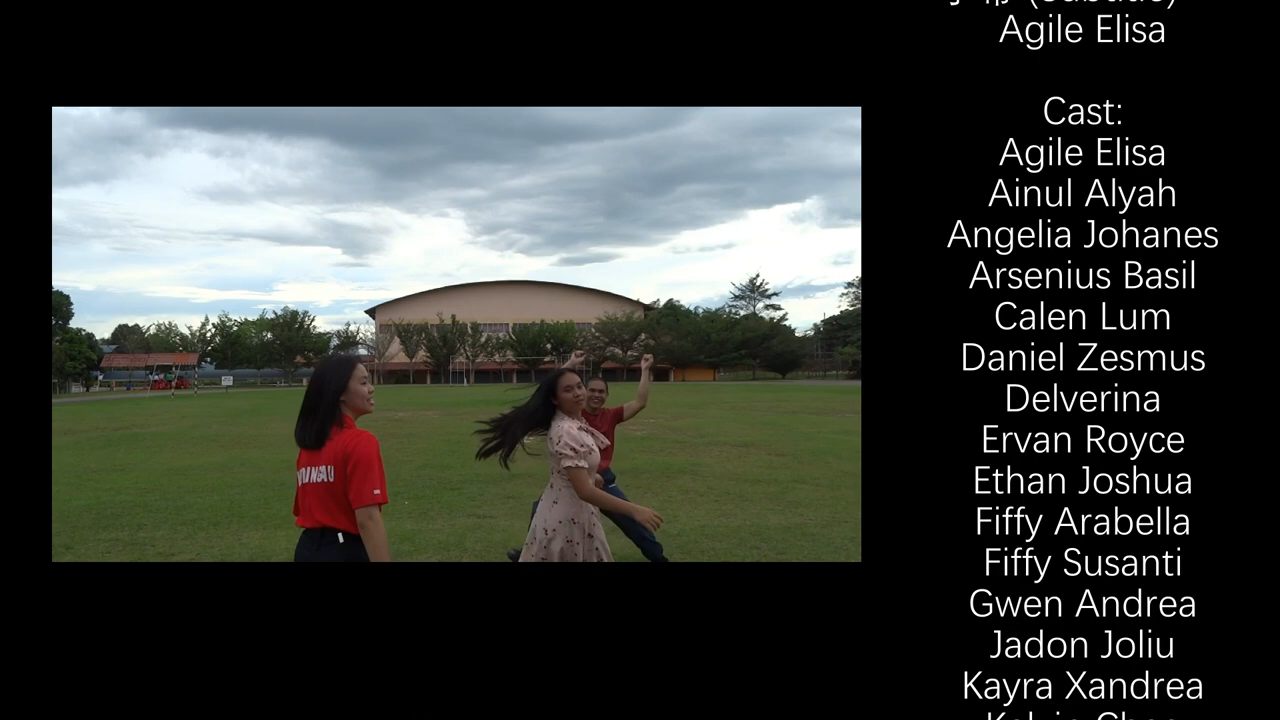 Agile Elisa
Cast:
Agile Elisa
Ainul Alyah
Angelia Johanes
Arsenius Basil
Calen Lum
Daniel Zesmus
Delverina
Ervan Royce
Ethan Joshua
Fiffy Arabella
Fiffy Susanti
Gwen Andrea
Jadon Joliu
Kayra Xandrea